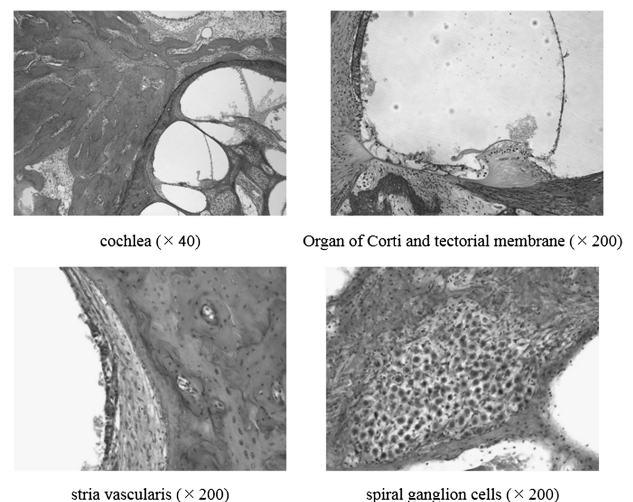 cochlea (× 40)
Organ of Corti and tectorial membrane (× 200)
stria vascularis (× 200)
spiral ganglion cells (× 200)